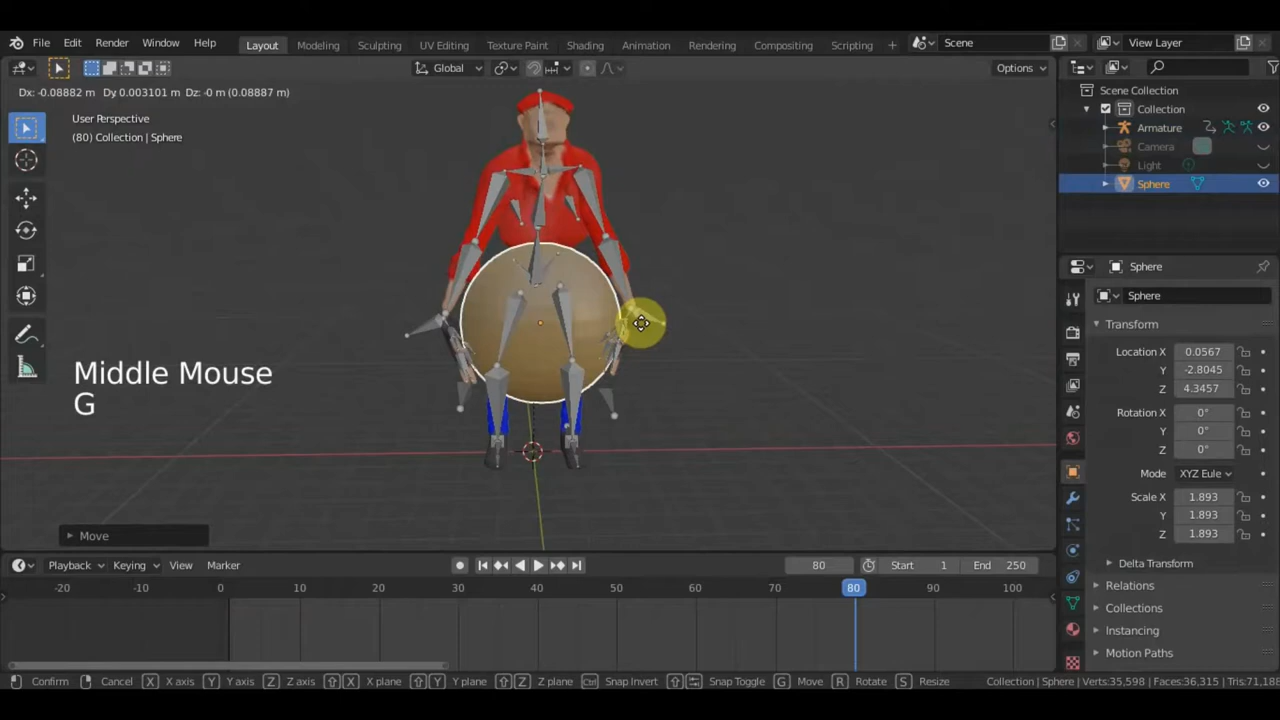 File Edit Render Window Help Layout Modeling Sculpting UV Editing Texture Paint Shading Animation Rendering Compositing Scripting + Scene View Layer
Global Options
Dx: -0.08882 m Dy: 0.003101 m Dz: -0 m (0.08887 m)
User Perspective
(80) Collection | Sphere
Scene Collection
Collection
Armature
Camera
Light
Sphere
Middle Mouse
G
Move
Sphere
Sphere
Transform
Location X 0.0567
Y -2.8045
Z 4.3457
Rotation X 0°
Y 0°
Z 0°
Mode XYZ Eule
Scale X 1.893
Y 1.893
Z 1.893
Delta Transform
Relations
Collections
Instancing
Motion Paths
Playback Keying View Marker 80 Start 1 End 250
-20 -10 0 10 20 30 40 50 60 70 80 90 100
Confirm Cancel X X axis Y Y axis Z Z axis X X plane Y Y plane Z Z plane Ctrl Snap Invert Snap Toggle G Move R Rotate S Resize Collection | Sphere | Verts:35,598 | Faces:36,315 | Tris:71,188